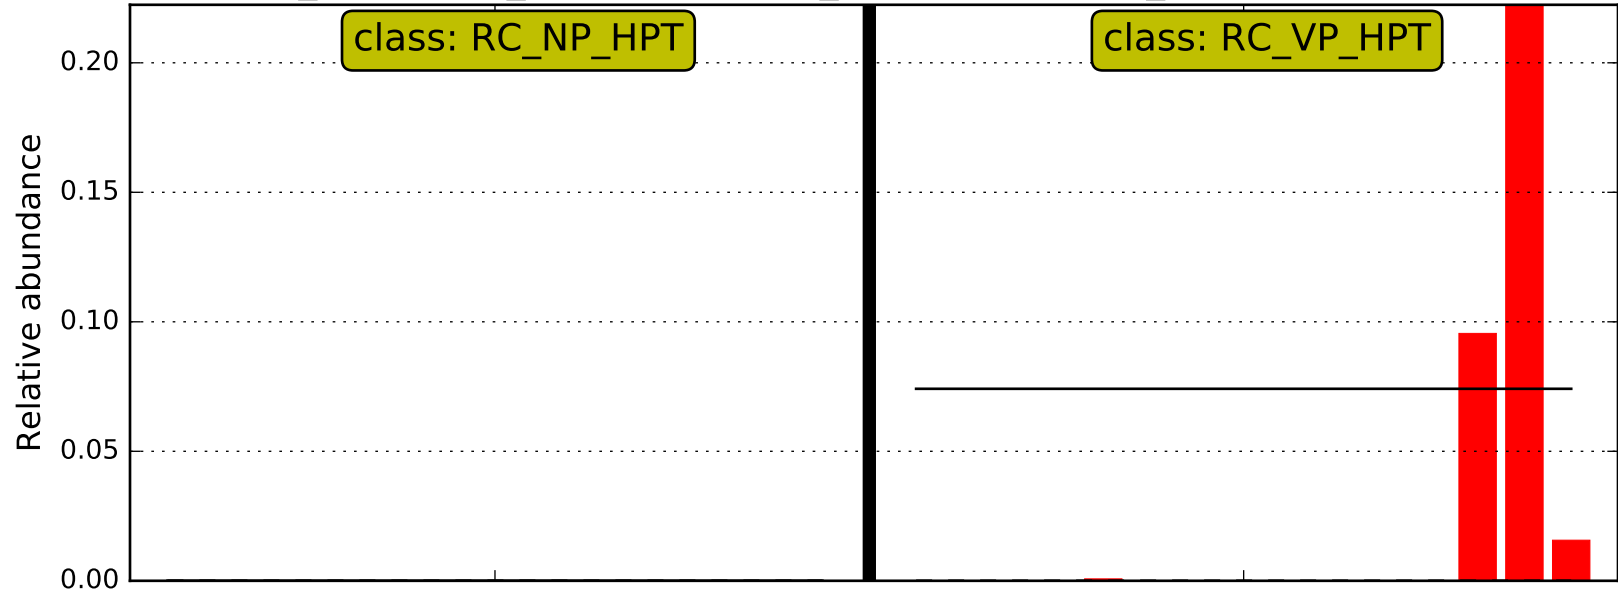 class: RC_NP_HPT
class: RC_VP_HPT
Relative abundance
0.20
0.15
0.10
0.05
0.00